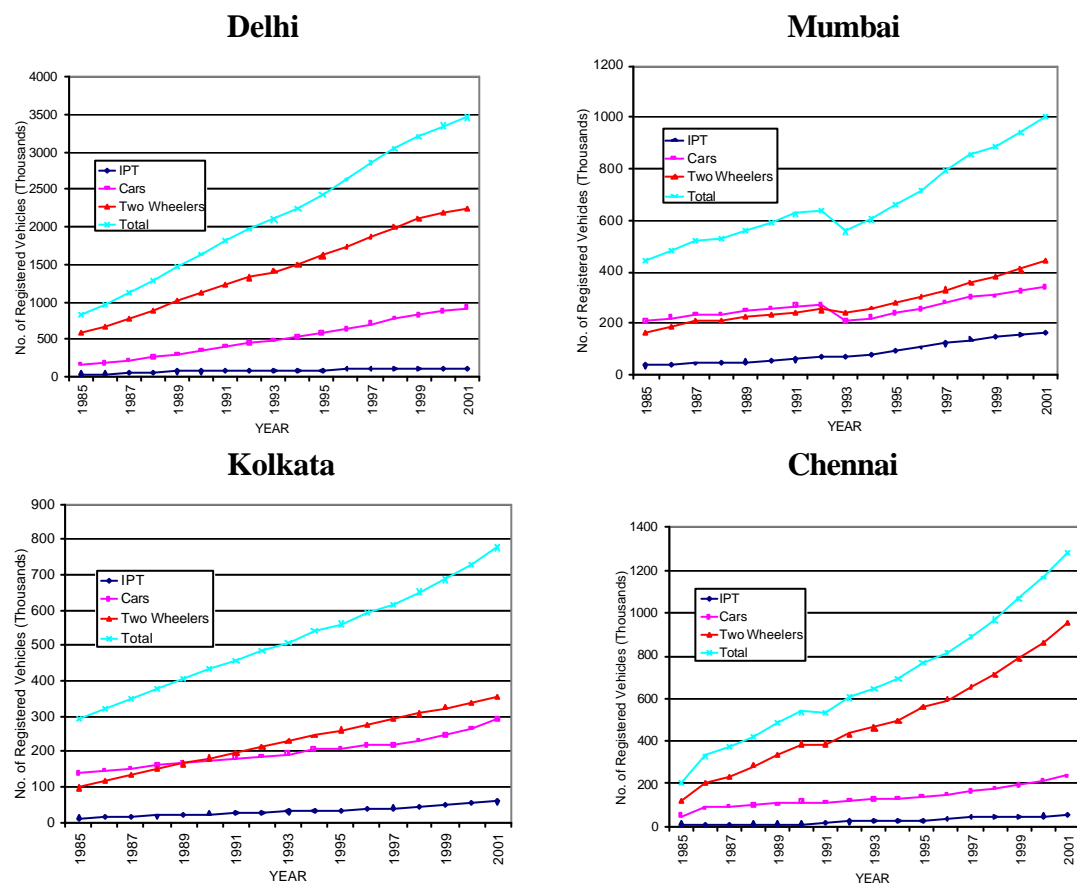 Delhi
No. of Registered Vehicles (Thousands)
4000
3500
3000
2500
2000
1500
1000
500
0
IPT
Cars
Two Wheelers
Total
1985
1987
1989
1991
1993
1995
1997
1999
2001
YEAR
Mumbai
No. of Registered Vehicles (Thousands)
1200
1000
800
600
400
200
0
IPT
Cars
Two Wheelers
Total
1985
1987
1989
1991
1993
1995
1997
1999
2001
YEAR
Kolkata
No. of Registered Vehicles (Thousands)
900
800
700
600
500
400
300
200
100
0
IPT
Cars
Two Wheelers
Total
1985
1987
1989
1991
1993
1995
1997
1999
2001
YEAR
Chennai
No. of Registered Vehicles (Thousands)
1400
1200
1000
800
600
400
200
0
IPT
Cars
Two Wheelers
Total
1985
1987
1989
1991
1993
1995
1997
1999
2001
YEAR